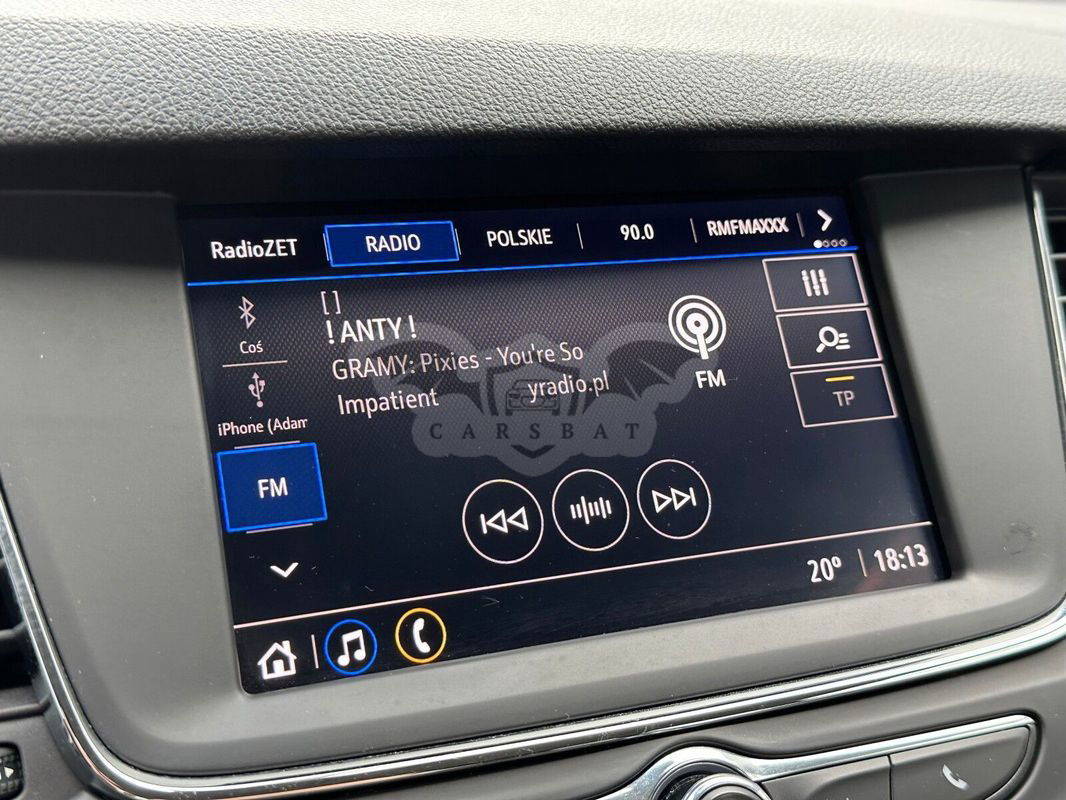 RadioZET RADIO POLSKIE 90.0 RMFMAXXX
[ ]
! ANTY !
GRAMY: Pixies - You're So
Impatient yradio.pl
Coś
iPhone (Adam
FM
FM
TP
CARSBAT
20° 18:13